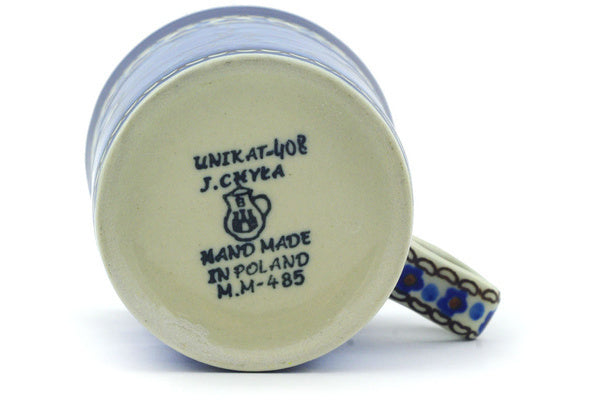 UNIKAT-408
J. CHYŁA
B
HAND MADE
IN POLAND
M.M-485